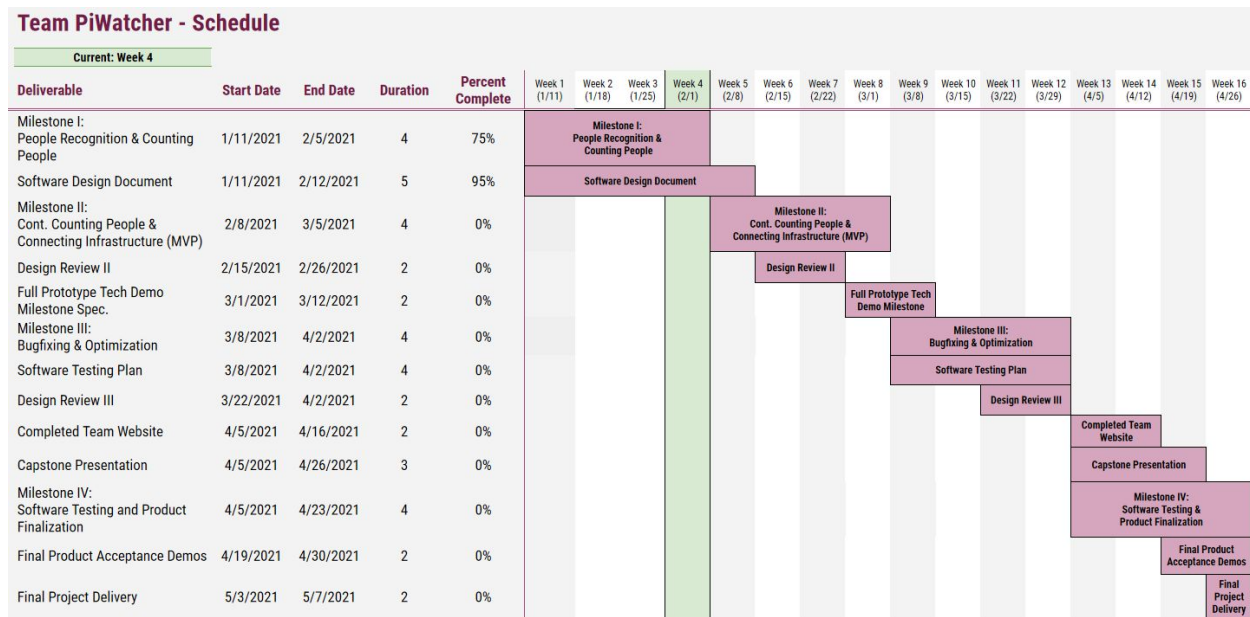 Team PiWatcher - Schedule
Current: Week 4
Deliverable Start Date End Date Duration Percent Complete Week 1 (1/11) Week 2 (1/18) Week 3 (1/25) Week 4 (2/1) Week 5 (2/8) Week 6 (2/15) Week 7 (2/22) Week 8 (3/1) Week 9 (3/8) Week 10 (3/15) Week 11 (3/22) Week 12 (3/29) Week 13 (4/5) Week 14 (4/12) Week 15 (4/19) Week 16 (4/26)
Milestone I:
People Recognition & Counting
People
1/11/2021 2/5/2021 4 75%
Milestone I:
People Recognition &
Counting People
Software Design Document 1/11/2021 2/12/2021 5 95% Software Design Document
Milestone II:
Cont. Counting People &
Connecting Infrastructure (MVP)
2/8/2021 3/5/2021 4 0%
Milestone II:
Cont. Counting People &
Connecting Infrastructure (MVP)
Design Review II 2/15/2021 2/26/2021 2 0% Design Review II
Full Prototype Tech Demo
Milestone Spec.
3/1/2021 3/12/2021 2 0%
Full Prototype Tech
Demo Milestone
Milestone III:
Bugfixing & Optimization
3/8/2021 4/2/2021 4 0%
Milestone III:
Bugfixing & Optimization
Software Testing Plan 3/8/2021 4/2/2021 4 0% Software Testing Plan
Design Review III 3/22/2021 4/2/2021 2 0% Design Review III
Completed Team Website 4/5/2021 4/16/2021 2 0%
Completed Team
Website
Capstone Presentation 4/5/2021 4/26/2021 3 0% Capstone Presentation
Milestone IV:
Software Testing and Product
Finalization
4/5/2021 4/23/2021 4 0%
Milestone IV:
Software Testing &
Product Finalization
Final Product Acceptance Demos 4/19/2021 4/30/2021 2 0%
Final Product
Acceptance Demos
Final Project Delivery 5/3/2021 5/7/2021 2 0%
Final
Project
Delivery